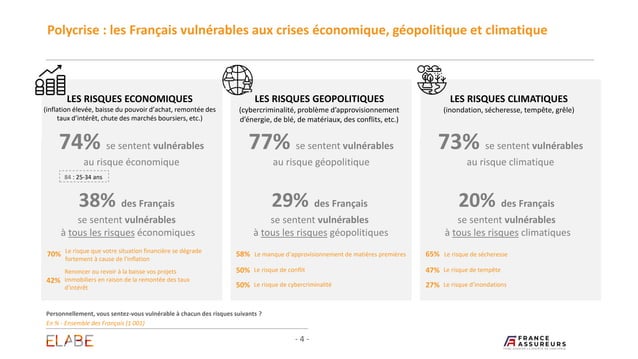 Polycrise : les Français vulnérables aux crises économique, géopolitique et climatique
LES RISQUES ECONOMIQUES
(inflation élevée, baisse du pouvoir d'achat, remontée des
taux d'intérêt, chute des marchés boursiers, etc.)
74% se sentent vulnérables
au risque économique
84 : 25-34 ans
38% des Français
se sentent vulnérables
à tous les risques économiques
70% Le risque que votre situation financière se dégrade
fortement à cause de l'inflation
42% Renoncer ou revoir à la baisse vos projets
immobiliers en raison de la remontée des taux
d'intérêt
LES RISQUES GEOPOLITIQUES
(cybercriminalité, problème d'approvisionnement
d'énergie, de blé, de matériaux, des conflits, etc.)
77% se sentent vulnérables
au risque géopolitique
29% des Français
se sentent vulnérables
à tous les risques géopolitiques
58% Le manque d'approvisionnement de matières premières
50% Le risque de conflit
50% Le risque de cybercriminalité
LES RISQUES CLIMATIQUES
(inondation, sécheresse, tempête, grêle)
73% se sentent vulnérables
au risque climatique
20% des Français
se sentent vulnérables
à tous les risques climatiques
65% Le risque de sécheresse
47% Le risque de tempête
27% Le risque d'inondations
Personnellement, vous sentez-vous vulnérable à chacun des risques suivants ?
En % - Ensemble des Français (1 001)
ELABE
- 4 -
FRANCE
ASSUREURS